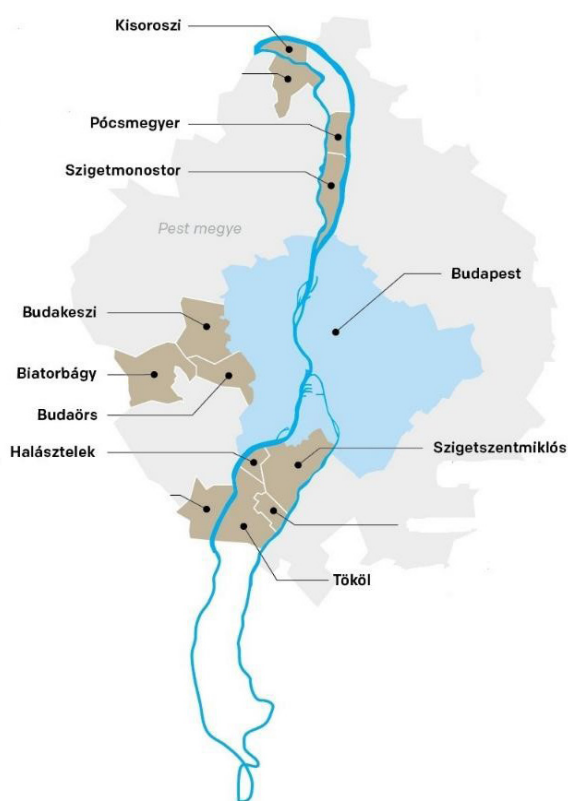 Kisoroszi
Pócsmegyer
Szigetmonostor
Pest megye
Budapest
Budakeszi
Biatorbágy
Budaörs
Halásztelek
Szigetszentmiklós
Tököl